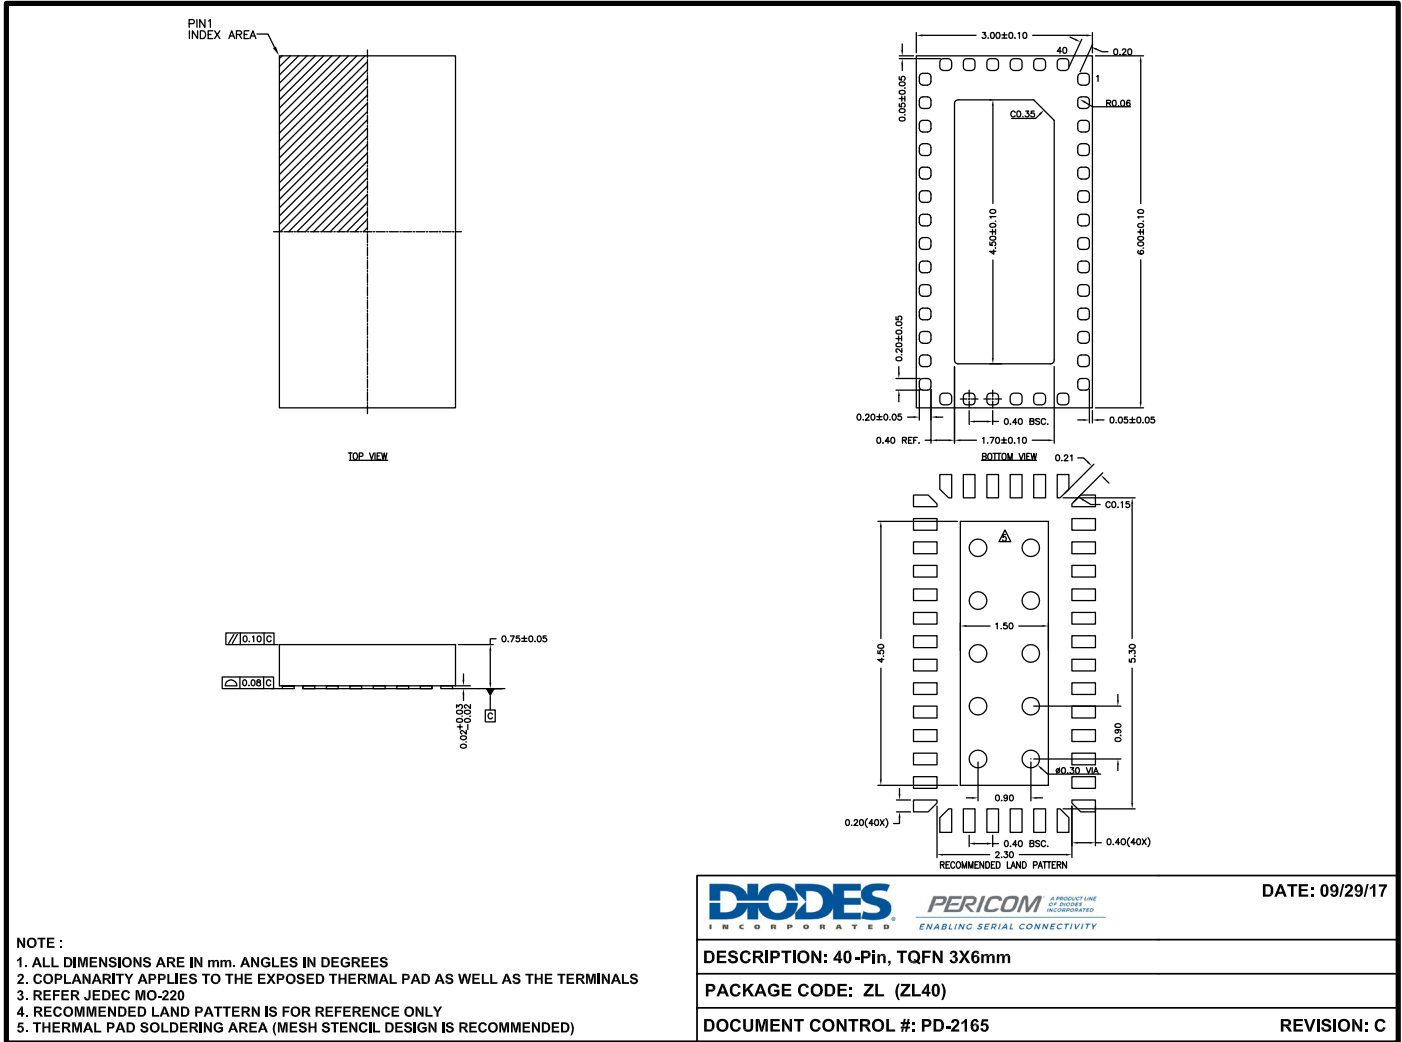 PIN1
INDEX AREA
TOP VIEW
// 0.10 C
0.08 C
0.75±0.05
0.02+0.03
-0.02
C
3.00±0.10
40
0.20
1
0.05±0.05
R0.06
C0.35
4.50±0.10
6.00±0.10
0.20±0.05
0.20±0.05
0.40 BSC.
0.05±0.05
0.40 REF.
1.70±0.10
BOTTOM VIEW
0.21
C0.15
5
1.50
4.50
5.30
0.90
ø0.30 VIA
0.90
0.20(40X)
0.40 BSC.
0.40(40X)
2.30
RECOMMENDED LAND PATTERN
NOTE :
1. ALL DIMENSIONS ARE IN mm. ANGLES IN DEGREES
2. COPLANARITY APPLIES TO THE EXPOSED THERMAL PAD AS WELL AS THE TERMINALS
3. REFER JEDEC MO-220
4. RECOMMENDED LAND PATTERN IS FOR REFERENCE ONLY
5. THERMAL PAD SOLDERING AREA (MESH STENCIL DESIGN IS RECOMMENDED)
DIODES
INCORPORATED
PERICOM
A PRODUCT LINE
OF DIODES
INCORPORATED
ENABLING SERIAL CONNECTIVITY
DATE: 09/29/17
DESCRIPTION: 40-Pin, TQFN 3X6mm
PACKAGE CODE: ZL (ZL40)
DOCUMENT CONTROL #: PD-2165
REVISION: C